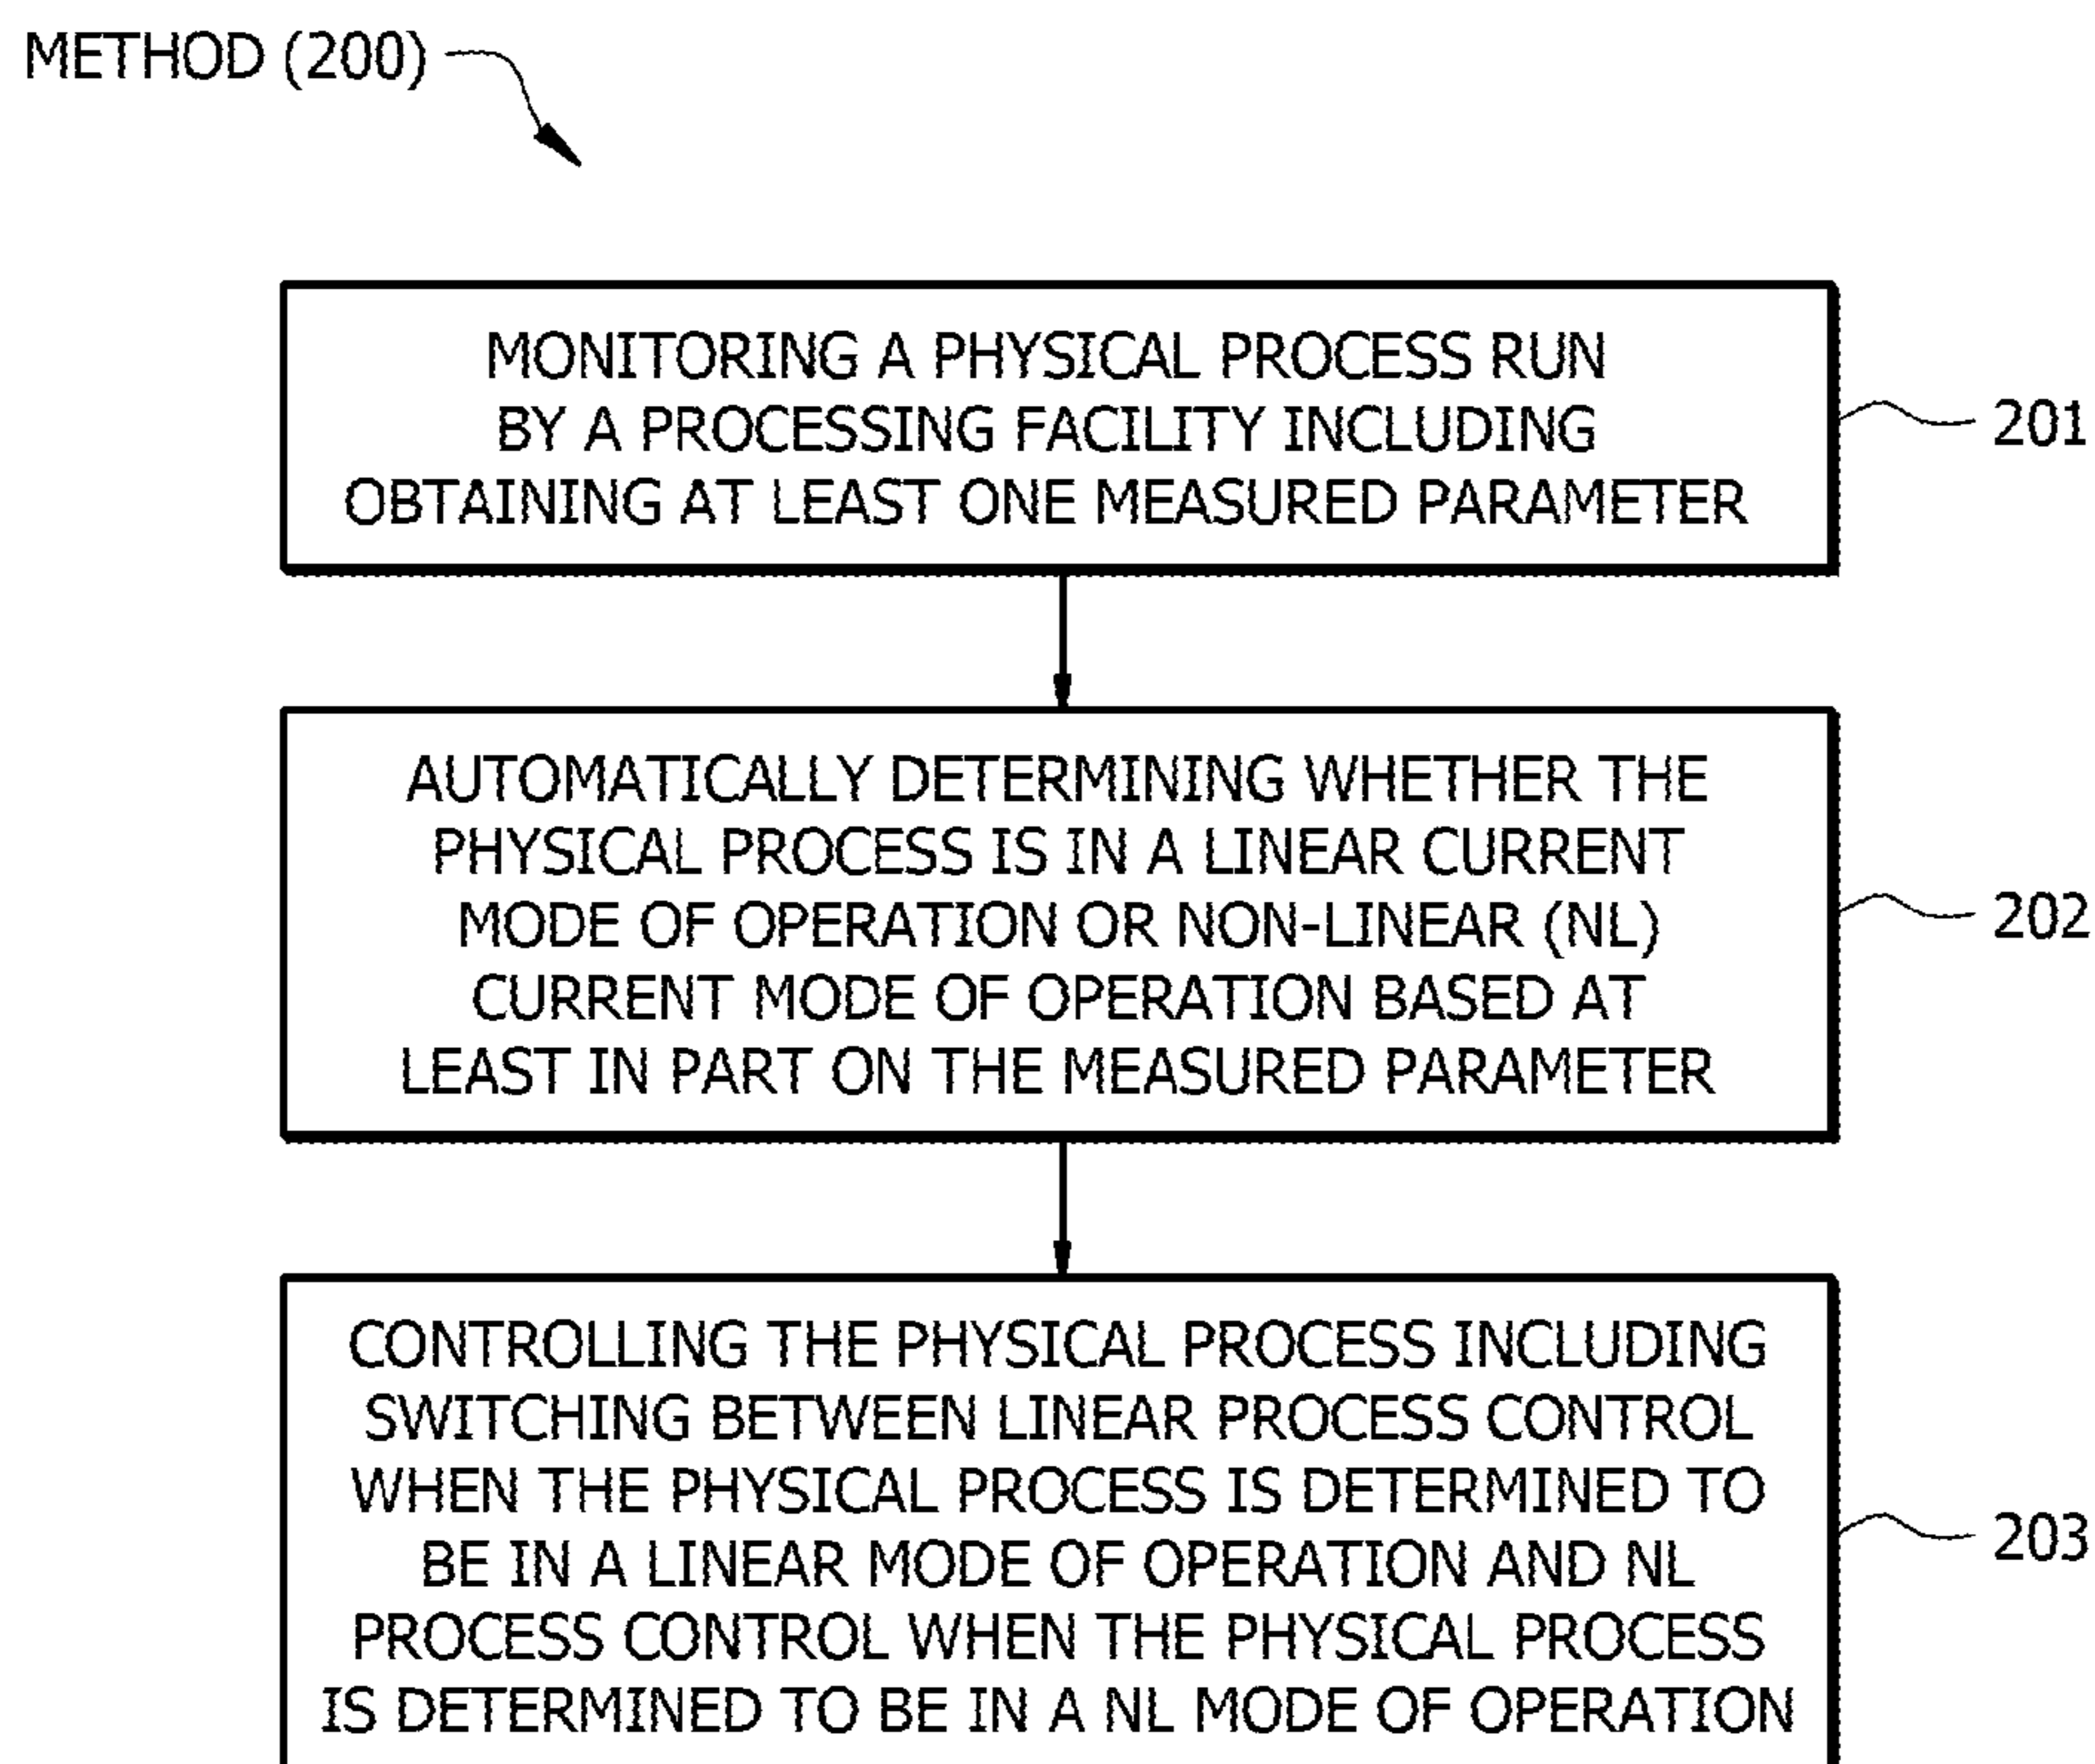 METHOD (200)
MONITORING A PHYSICAL PROCESS RUN
BY A PROCESSING FACILITY INCLUDING
OBTAINING AT LEAST ONE MEASURED PARAMETER
201
AUTOMATICALLY DETERMINING WHETHER THE
PHYSICAL PROCESS IS IN A LINEAR CURRENT
MODE OF OPERATION OR NON-LINEAR (NL)
CURRENT MODE OF OPERATION BASED AT
LEAST IN PART ON THE MEASURED PARAMETER
202
CONTROLLING THE PHYSICAL PROCESS INCLUDING
SWITCHING BETWEEN LINEAR PROCESS CONTROL
WHEN THE PHYSICAL PROCESS IS DETERMINED TO
BE IN A LINEAR MODE OF OPERATION AND NL
PROCESS CONTROL WHEN THE PHYSICAL PROCESS
IS DETERMINED TO BE IN A NL MODE OF OPERATION
203